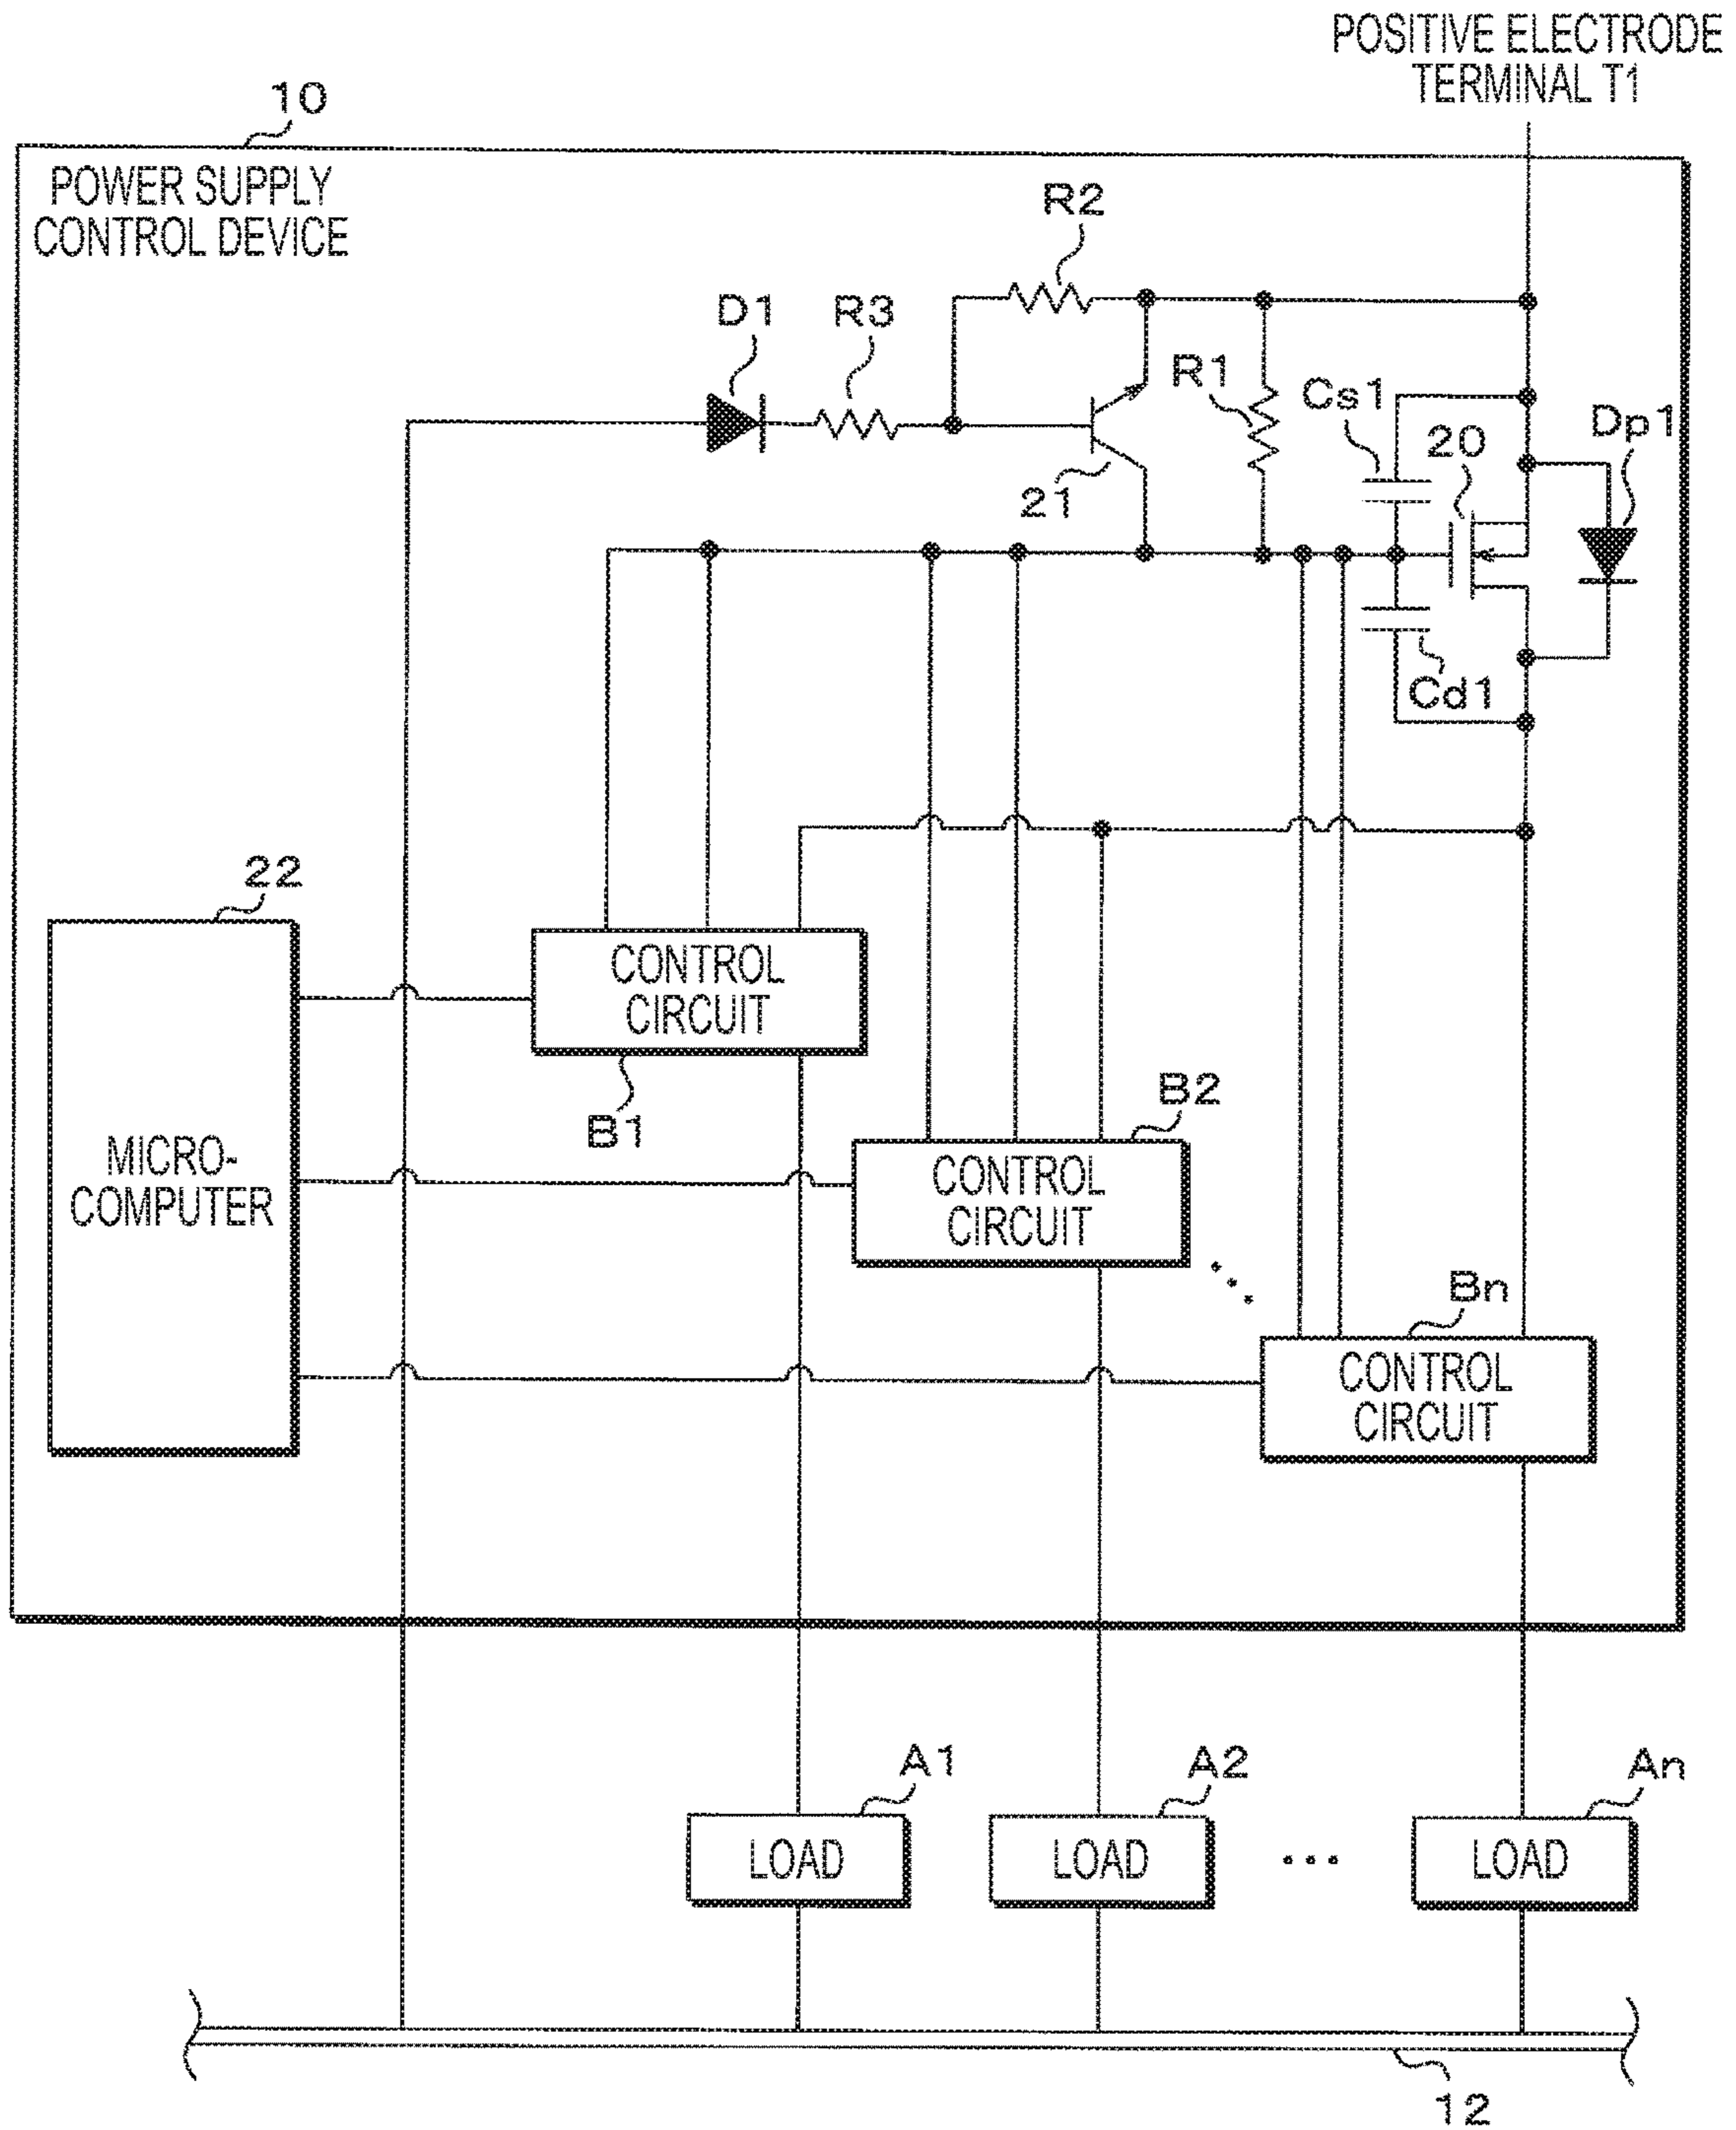 POSITIVE ELECTRODE
TERMINAL T1
10
POWER SUPPLY
CONTROL DEVICE
R2
D1
R3
R1
Cs1
20
Dp1
21
Cd1
22
CONTROL
CIRCUIT
B1
MICRO-
COMPUTER
B2
CONTROL
CIRCUIT
Bn
CONTROL
CIRCUIT
A1
A2
An
LOAD
LOAD
LOAD
12